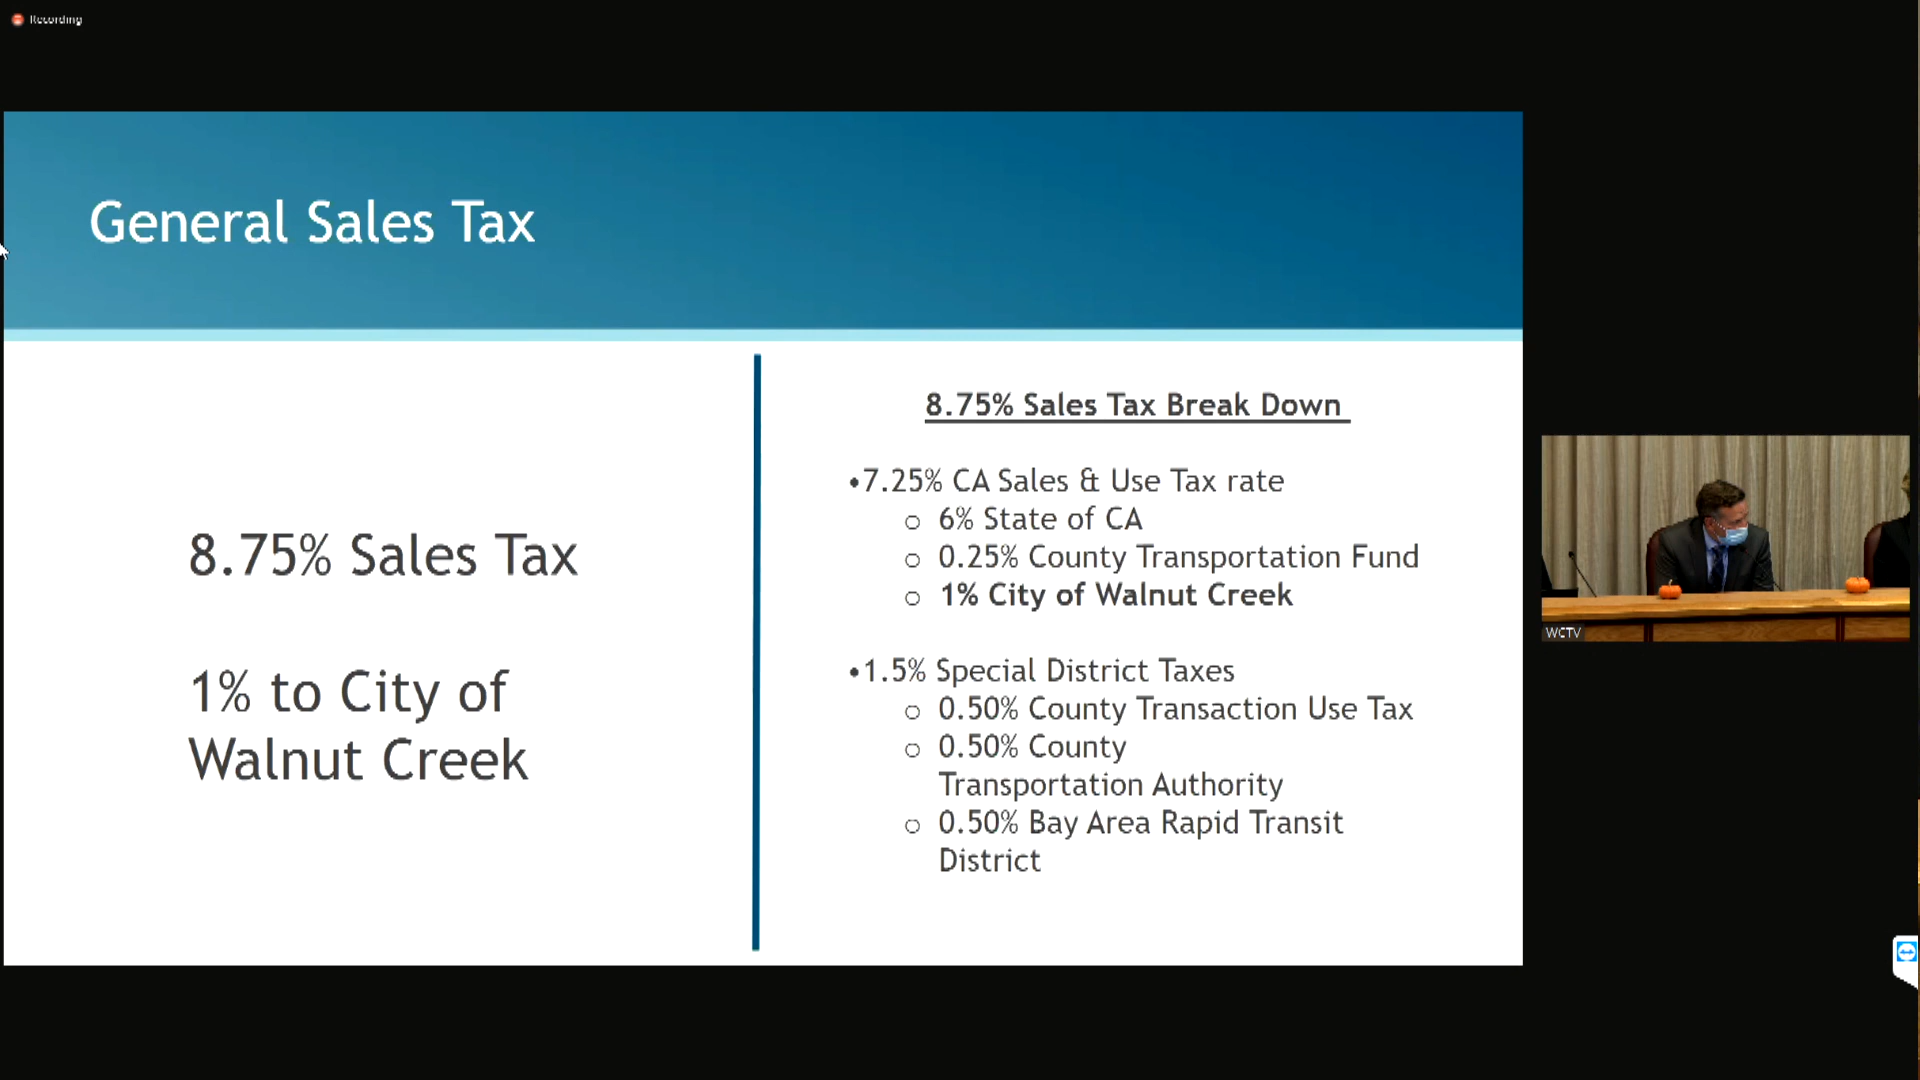 Recording
General Sales Tax
8.75% Sales Tax
1% to City of
Walnut Creek
8.75% Sales Tax Break Down
•7.25% CA Sales & Use Tax rate
o 6% State of CA
o 0.25% County Transportation Fund
o 1% City of Walnut Creek
•1.5% Special District Taxes
o 0.50% County Transaction Use Tax
o 0.50% County
Transportation Authority
o 0.50% Bay Area Rapid Transit
District
WCTV